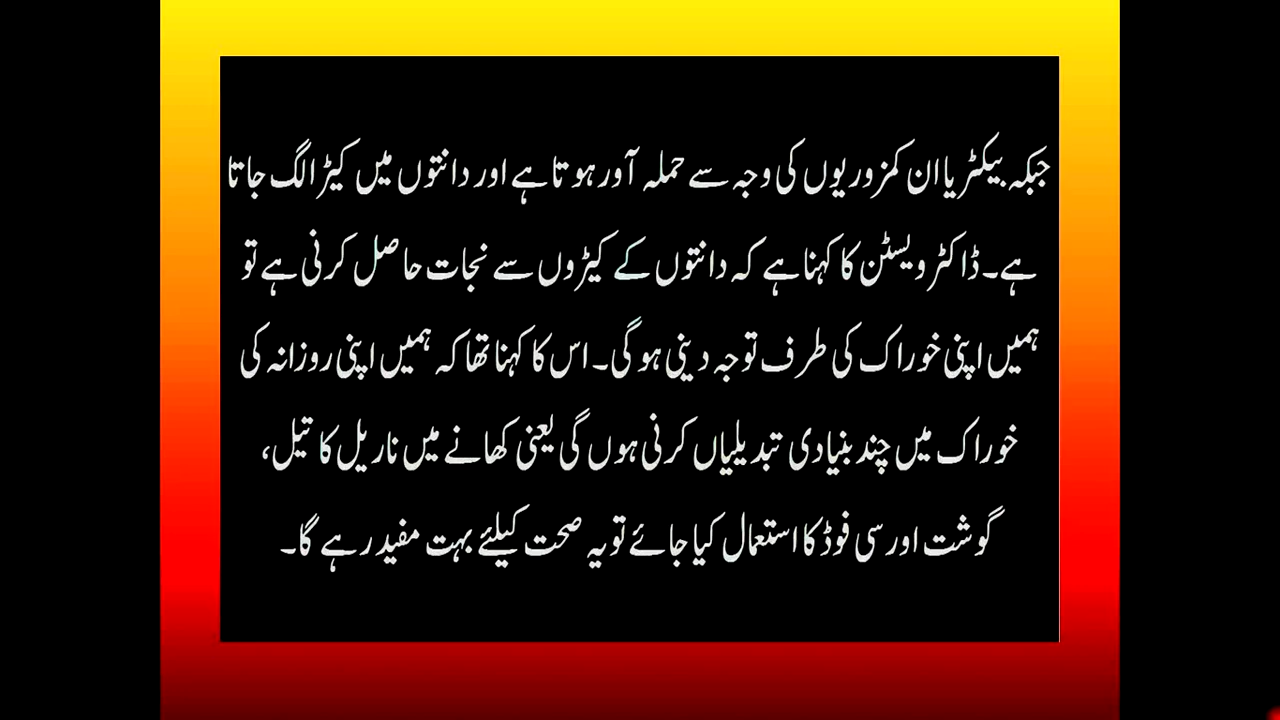 جبکہ بیکٹریا ان کمزوریوں کی وجہ سے حملہ آور ہوتا ہے اور دانتوں میں کیڑا لگ جاتا
ہے۔ ڈاکٹر ویسٹن کا کہنا ہے کہ دانتوں کے کیڑوں سے نجات حاصل کرنی ہے تو
ہمیں اپنی خوراک کی طرف توجہ دینی ہوگی۔ اس کا کہنا تھا کہ ہمیں اپنی روزانہ کی
خوراک میں چند بنیادی تبدیلیاں کرنی ہوں گی یعنی کھانے میں ناریل کا تیل،
گوشت اور سی فوڈ کا استعمال کیا جائے تو یہ صحت کیلئے بہت مفید رہے گا۔